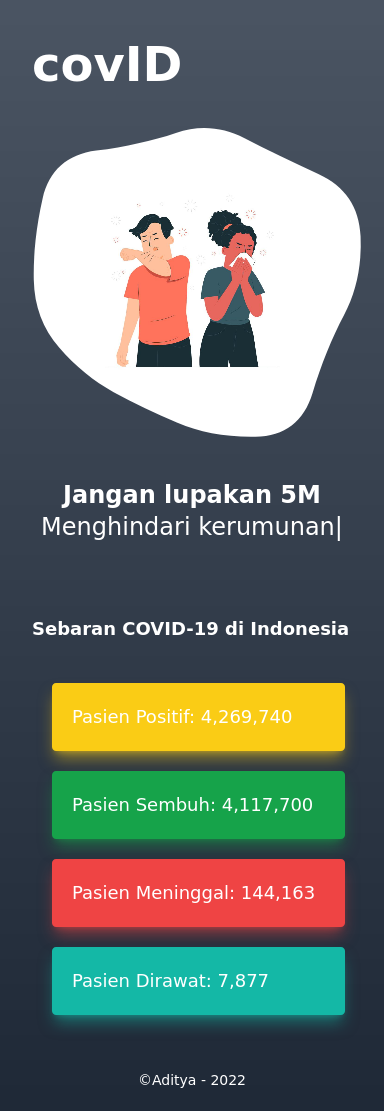 covID
Jangan lupakan 5M
Menghindari kerumunan|
Sebaran COVID-19 di Indonesia
Pasien Positif: 4,269,740
Pasien Sembuh: 4,117,700
Pasien Meninggal: 144,163
Pasien Dirawat: 7,877
©Aditya - 2022